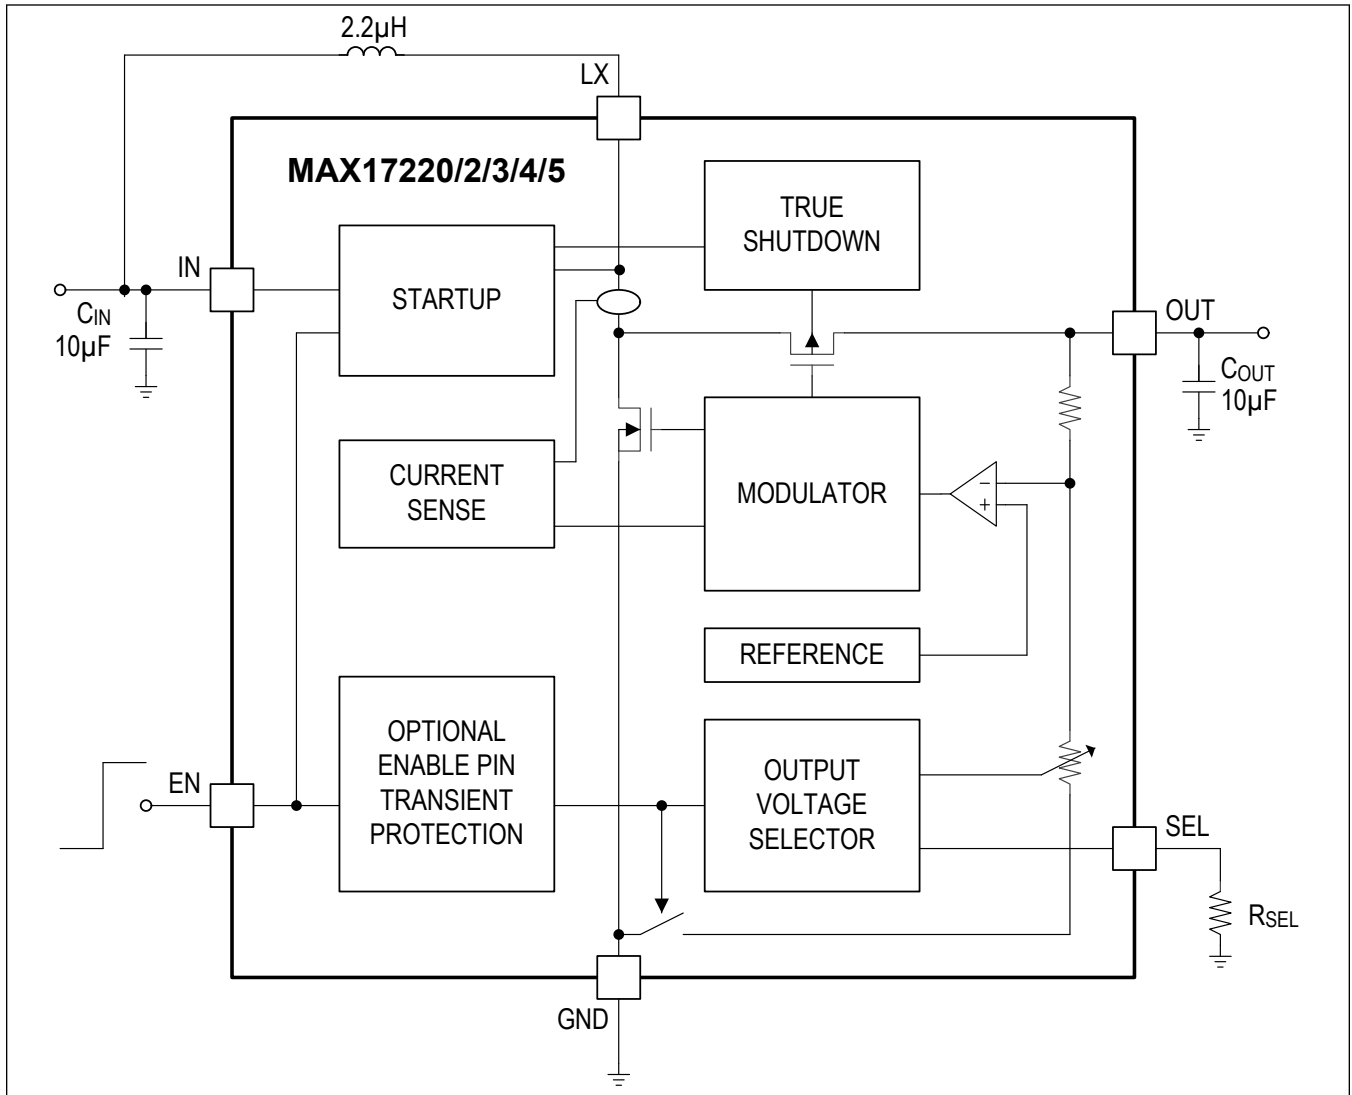 2.2µH
LX
MAX17220/2/3/4/5
TRUE
SHUTDOWN
IN
STARTUP
CIN
10µF
OUT
COUT
10µF
CURRENT
SENSE
MODULATOR
-
+
REFERENCE
OPTIONAL
ENABLE PIN
TRANSIENT
PROTECTION
EN
OUTPUT
VOLTAGE
SELECTOR
SEL
RSEL
GND